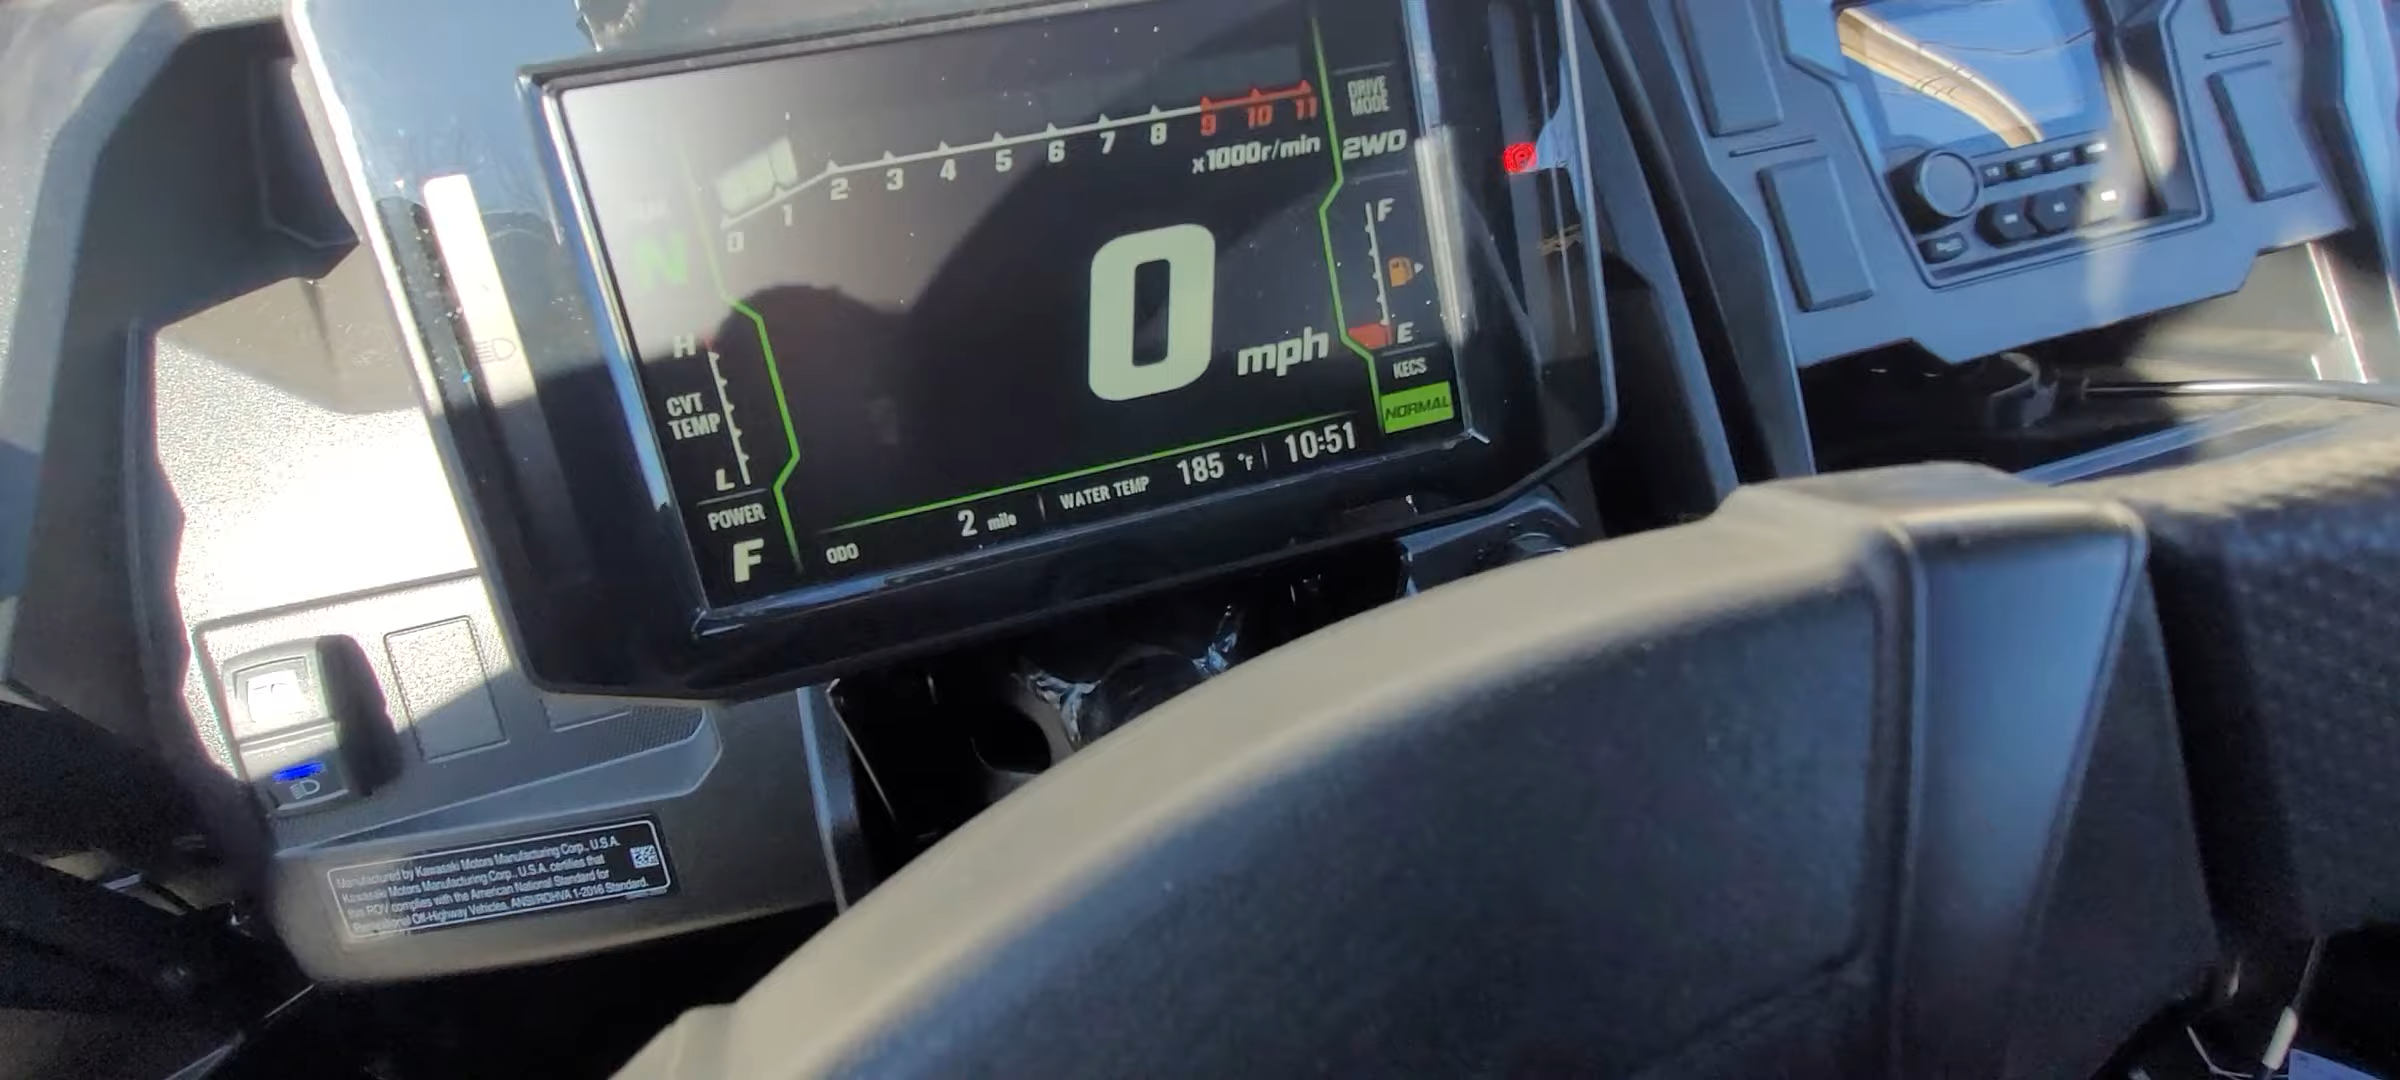 0 1 2 3 4 5 6 7 8 9 10 11
x1000r/min
DRIVE
MODE
2WD
N
0 mph
F
E
H
CVT
TEMP
L
KECS
NORMAL
POWER
F
ODO 2 mile WATER TEMP 185 °F 10:51
Manufactured by Kawasaki Motors Manufacturing Corp., U.S.A.
Kawasaki Motors Manufacturing Corp., U.S.A. certifies that
this ROV complies with the American National Standard for
Recreational Off-Highway Vehicles. ANSI/ROHVA 1-2016 Standard.